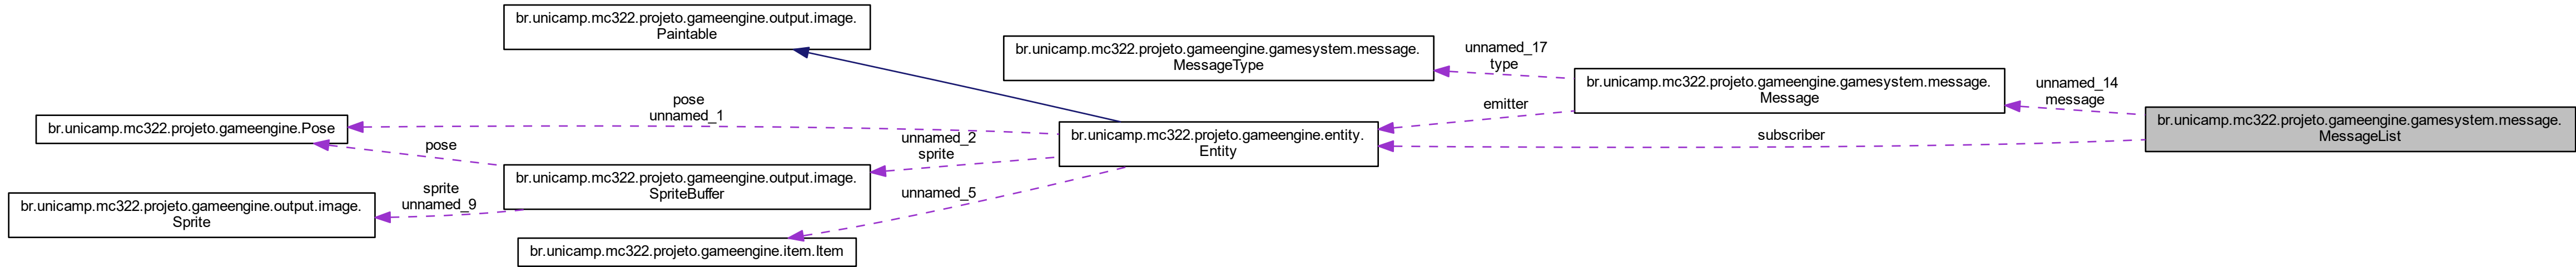 br.unicamp.mc322.projeto.gameengine.output.image.
Paintable
br.unicamp.mc322.projeto.gameengine.gamesystem.message.
MessageType
unnamed_17
type
br.unicamp.mc322.projeto.gameengine.gamesystem.message.
Message
unnamed_14
message
br.unicamp.mc322.projeto.gameengine.gamesystem.message.
MessageList
pose
unnamed_1
emitter
subscriber
br.unicamp.mc322.projeto.gameengine.Pose
br.unicamp.mc322.projeto.gameengine.entity.
Entity
pose
unnamed_2
sprite
br.unicamp.mc322.projeto.gameengine.output.image.
SpriteBuffer
sprite
unnamed_9
br.unicamp.mc322.projeto.gameengine.output.image.
Sprite
unnamed_5
br.unicamp.mc322.projeto.gameengine.item.Item